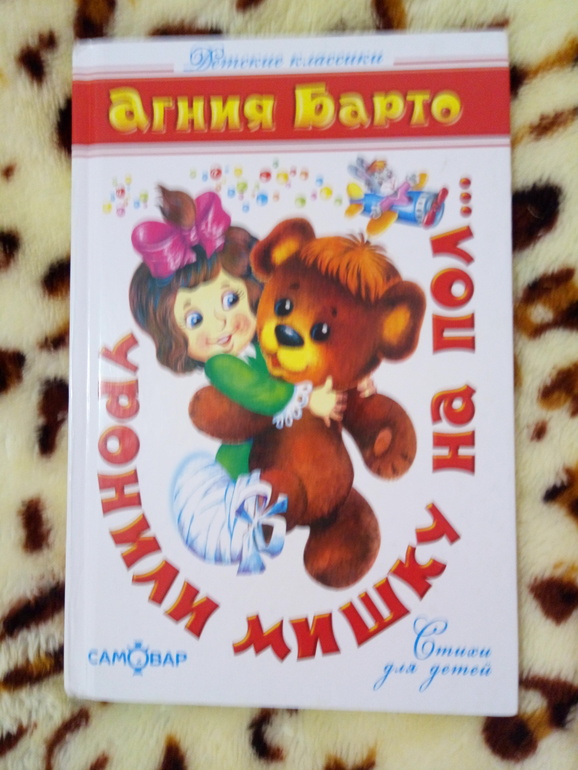 Детские классики
Агния Барто
Уронили мишку на пол...
Стихи
для детей
САМОВАР